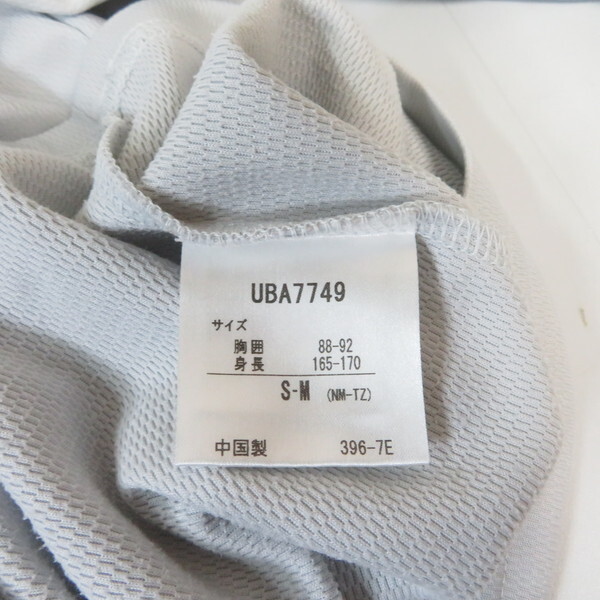 UBA7749
サイズ
胸囲 88-92
身長 165-170
S-M (NM-TZ)
中国製 396-7E